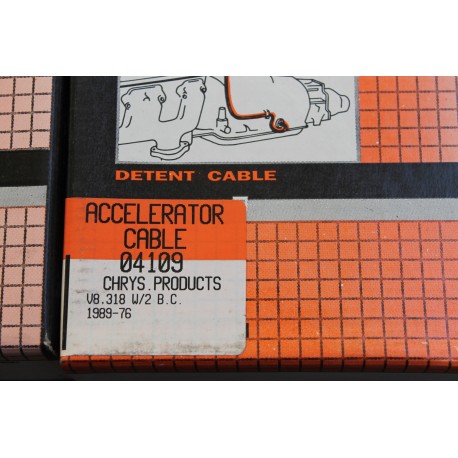 DETENT CABLE
ACCELERATOR
CABLE
04109
CHRYS.PRODUCTS
V8.318 W/2 B.C.
1989-76